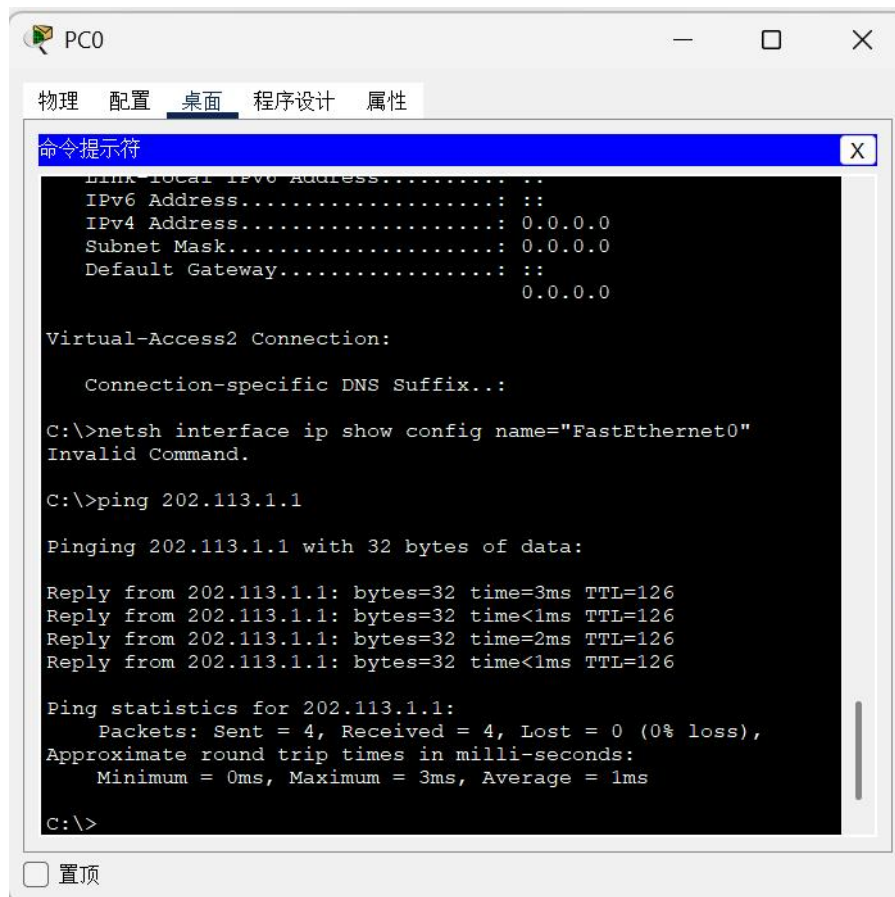 PC0
物理 配置 桌面 程序设计 属性
命令提示符
X
Link-local IPv6 Address.........: ::
IPv6 Address....................: ::
IPv4 Address....................: 0.0.0.0
Subnet Mask.....................: 0.0.0.0
Default Gateway.................: ::
0.0.0.0
Virtual-Access2 Connection:
Connection-specific DNS Suffix..:
C:\>netsh interface ip show config name="FastEthernet0"
Invalid Command.
C:\>ping 202.113.1.1
Pinging 202.113.1.1 with 32 bytes of data:
Reply from 202.113.1.1: bytes=32 time=3ms TTL=126
Reply from 202.113.1.1: bytes=32 time<1ms TTL=126
Reply from 202.113.1.1: bytes=32 time=2ms TTL=126
Reply from 202.113.1.1: bytes=32 time<1ms TTL=126
Ping statistics for 202.113.1.1:
Packets: Sent = 4, Received = 4, Lost = 0 (0% loss),
Approximate round trip times in milli-seconds:
Minimum = 0ms, Maximum = 3ms, Average = 1ms
C:\>
置顶